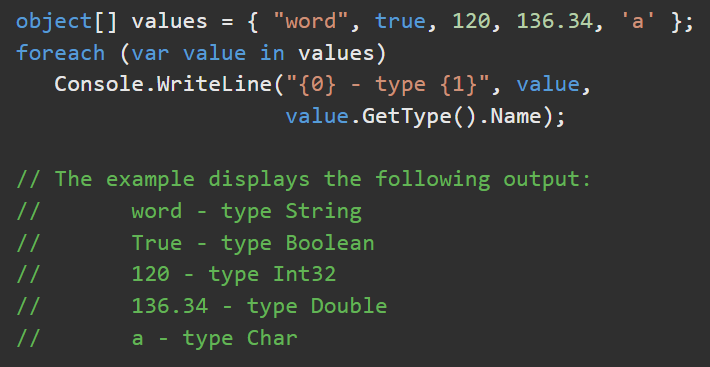 object[] values = { "word", true, 120, 136.34, 'a' };
foreach (var value in values)
   Console.WriteLine("{0} - type {1}", value,
                     value.GetType().Name);

// The example displays the following output:
//       word - type String
//       True - type Boolean
//       120 - type Int32
//       136.34 - type Double
//       a - type Char